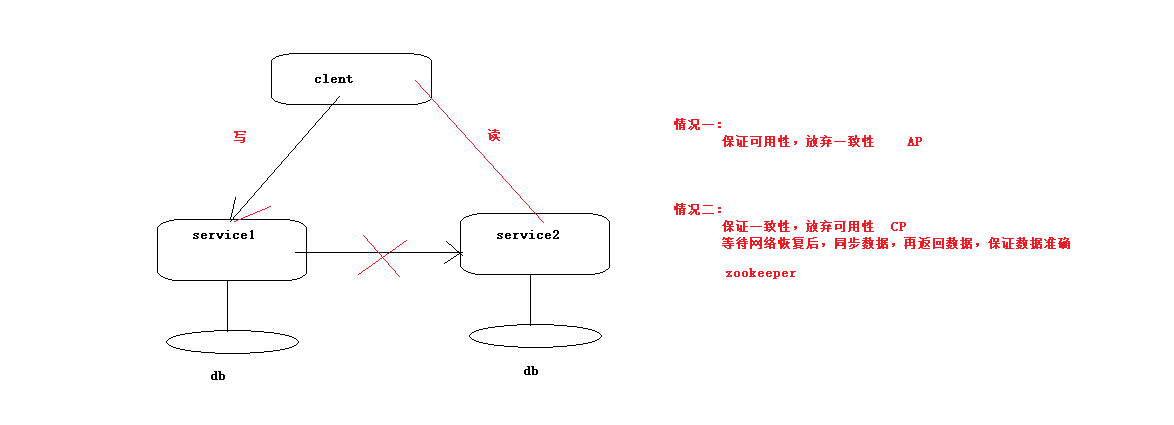 clent
写
读
service1
service2
db
db
情况一：
保证可用性，放弃一致性 AP
情况二：
保证一致性，放弃可用性 CP
等待网络恢复后，同步数据，再返回数据，保证数据准确
zookeeper